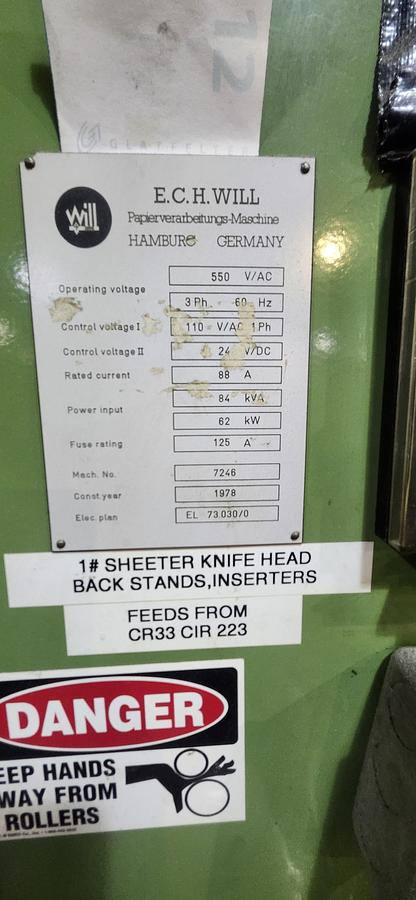 12
GLATFELTER
Will
E.C.H.WILL
Papierverarbeitungs-Maschine
HAMBURG GERMANY
Operating voltage 550 V/AC
3 Ph 60 Hz
Control voltage I 110 V/AC 1Ph
Control voltage II 24 V/DC
Rated current 88 A
Power input 84 kVA
62 kW
Fuse rating 125 A
Mach. No. 7246
Const.year 1978
Elec. plan EL 73.030/0
1# SHEETER KNIFE HEAD
BACK STANDS,INSERTERS
FEEDS FROM
CR33 CIR 223
DANGER
EEP HANDS
WAY FROM
ROLLERS